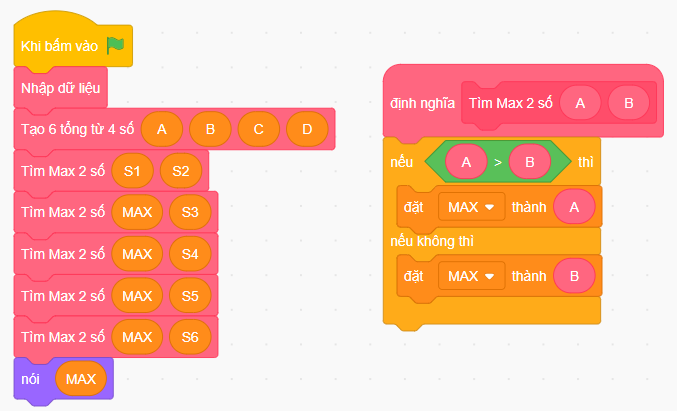 Khi bấm vào
Nhập dữ liệu
Tạo 6 tổng từ 4 số A B C D
Tìm Max 2 số S1 S2
Tìm Max 2 số MAX S3
Tìm Max 2 số MAX S4
Tìm Max 2 số MAX S5
Tìm Max 2 số MAX S6
nói MAX
định nghĩa Tìm Max 2 số A B
nếu A > B thì
đặt MAX thành A
nếu không thì
đặt MAX thành B